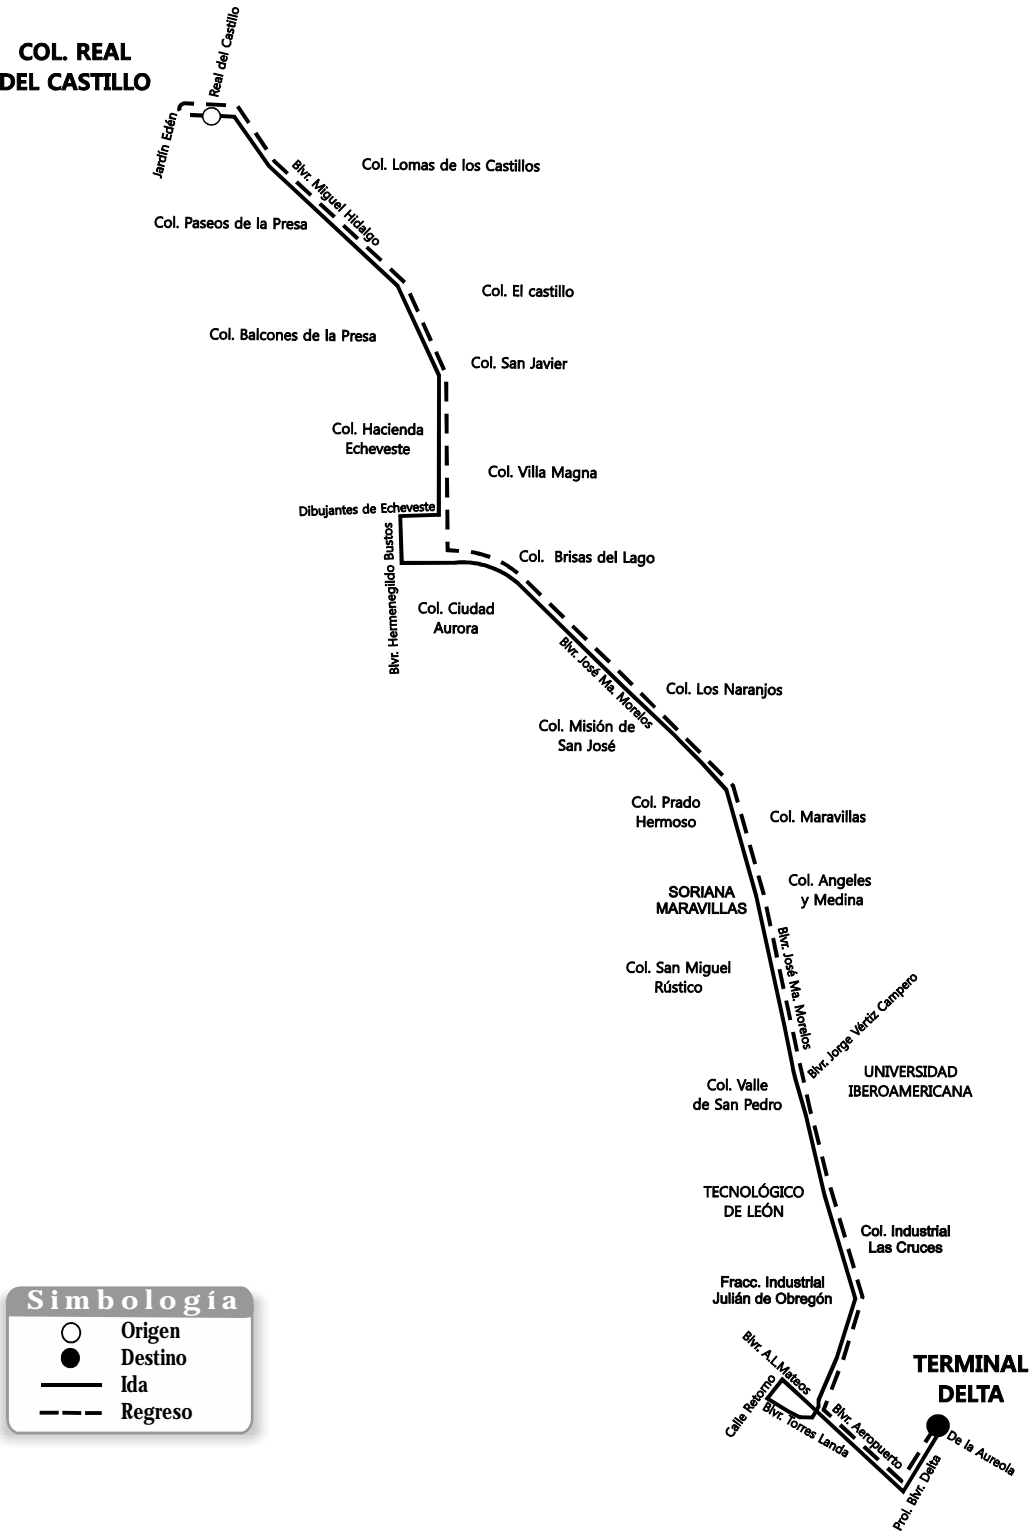 COL. REAL
DEL CASTILLO
Real del Castillo
Jardín Edén
Blvr. Miguel Hidalgo
Col. Lomas de los Castillos
Col. Paseos de la Presa
Col. El castillo
Col. Balcones de la Presa
Col. San Javier
Col. Hacienda
Echeveste
Col. Villa Magna
Dibujantes de Echeveste
Blvr. Hermenegildo Bustos
Col. Brisas del Lago
Col. Ciudad
Aurora
Blvr. José Ma. Morelos
Col. Los Naranjos
Col. Misión de
San José
Col. Prado
Hermoso
Col. Maravillas
Col. Angeles
y Medina
SORIANA
MARAVILLAS
Blvr. José Ma. Morelos
Col. San Miguel
Rústico
Blvr. Jorge Vértiz Campero
UNIVERSIDAD
IBEROAMERICANA
Col. Valle
de San Pedro
TECNOLÓGICO
DE LEÓN
Col. Industrial
Las Cruces
Fracc. Industrial
Julián de Obregón
Blvr. A.L.Mateos
Calle Retorno
Blvr. Torres Landa
Blvr. Aeropuerto
TERMINAL
DELTA
De la Aureola
Prol. Blvr. Delta
Simbología
Origen
Destino
Ida
Regreso